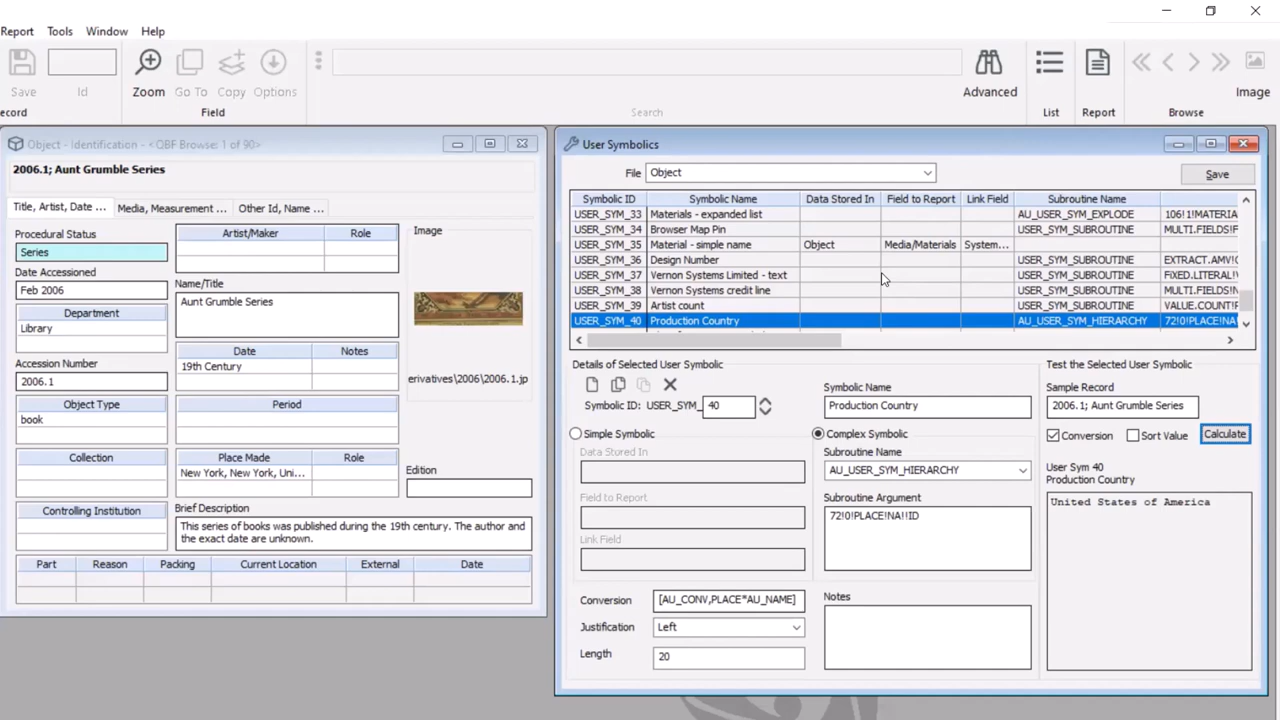 Report Tools Window Help
Save Id Zoom Go To Copy Options Advanced List Report Image
ecord Field Search Browse
Object - Identification - <OBF Browse: 1 of 90>
2006.1; Aunt Grumble Series
Title, Artist, Date ... Media, Measurement ... Other Id, Name ...
Procedural Status
Series
Date Accessioned
Feb 2006
Department
Library
Accession Number
2006.1
Object Type
book
Collection
Controlling Institution
Artist/Maker Role
Name/Title
Aunt Grumble Series
Date Notes
19th Century
Period
Place Made Role
New York, New York, Uni...
Brief Description
This series of books was published during the 19th century. The author and
the exact date are unknown.
Image
erivatives\2006\2006.1.jp
Edition
Part Reason Packing Current Location External Date
User Symbolics
File Object Save
Symbolic ID Symbolic Name Data Stored In Field to Report Link Field Subroutine Name
USER_SYM_33 Materials - expanded list AU_USER_SYM_EXPLODE 106!1!MATERIA
USER_SYM_34 Browser Map Pin USER_SYM_SUBROUTINE MULTI.FIELDS!F
USER_SYM_35 Material - simple name Object Media/Materials System...
USER_SYM_36 Design Number USER_SYM_SUBROUTINE EXTRACT.AMV!C
USER_SYM_37 Vernon Systems Limited - text USER_SYM_SUBROUTINE FIXED.LITERAL!
USER_SYM_38 Vernon Systems credit line USER_SYM_SUBROUTINE MULTI.FIELDS!F
USER_SYM_39 Artist count USER_SYM_SUBROUTINE VALUE.COUNT!F
USER_SYM_40 Production Country AU_USER_SYM_HIERARCHY 72!0!PLACE!NA!
Details of Selected User Symbolic
Symbolic ID: USER_SYM_ 40
Simple Symbolic
Data Stored In
Field to Report
Link Field
Conversion [AU_CONV,PLACE*AU_NAME]
Justification Left
Length 20
Symbolic Name
Production Country
Complex Symbolic
Subroutine Name
AU_USER_SYM_HIERARCHY
Subroutine Argument
72!0!PLACE!NA!!ID
Notes
Test the Selected User Symbolic
Sample Record
2006.1; Aunt Grumble Series
Conversion Sort Value Calculate
User Sym 40
Production Country
United States of America